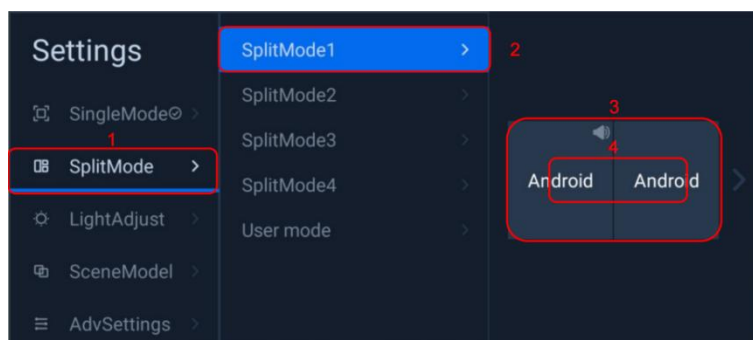 Settings
SingleMode
1
SplitMode
LightAdjust
SceneModel
AdvSettings
SplitMode1
2
SplitMode2
SplitMode3
SplitMode4
User mode
3
4
Android Android